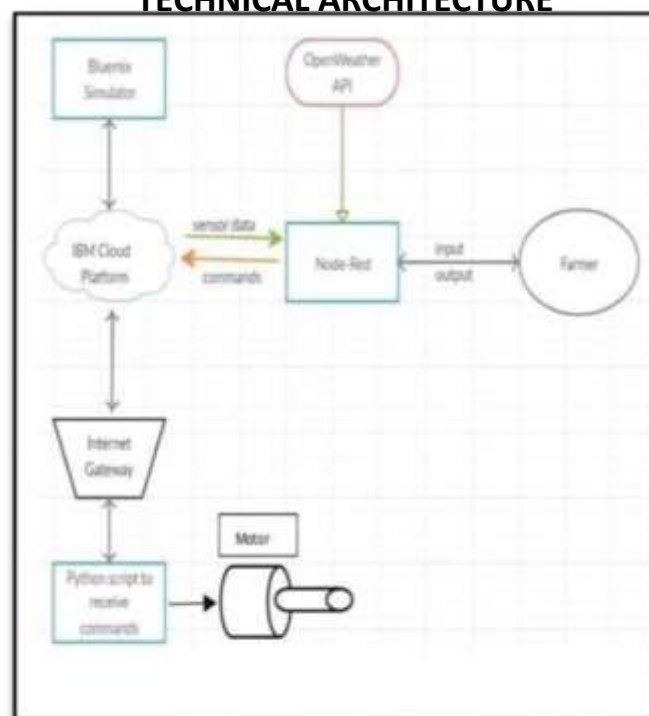 TECHNICAL ARCHITECTURE
Bluemix
Simulator
OpenWeather
API
IBM Cloud
Platform
sensor data
commands
Node-Red
input
output
Farmer
Internet
Gateway
Motor
Python script to
receive
commands